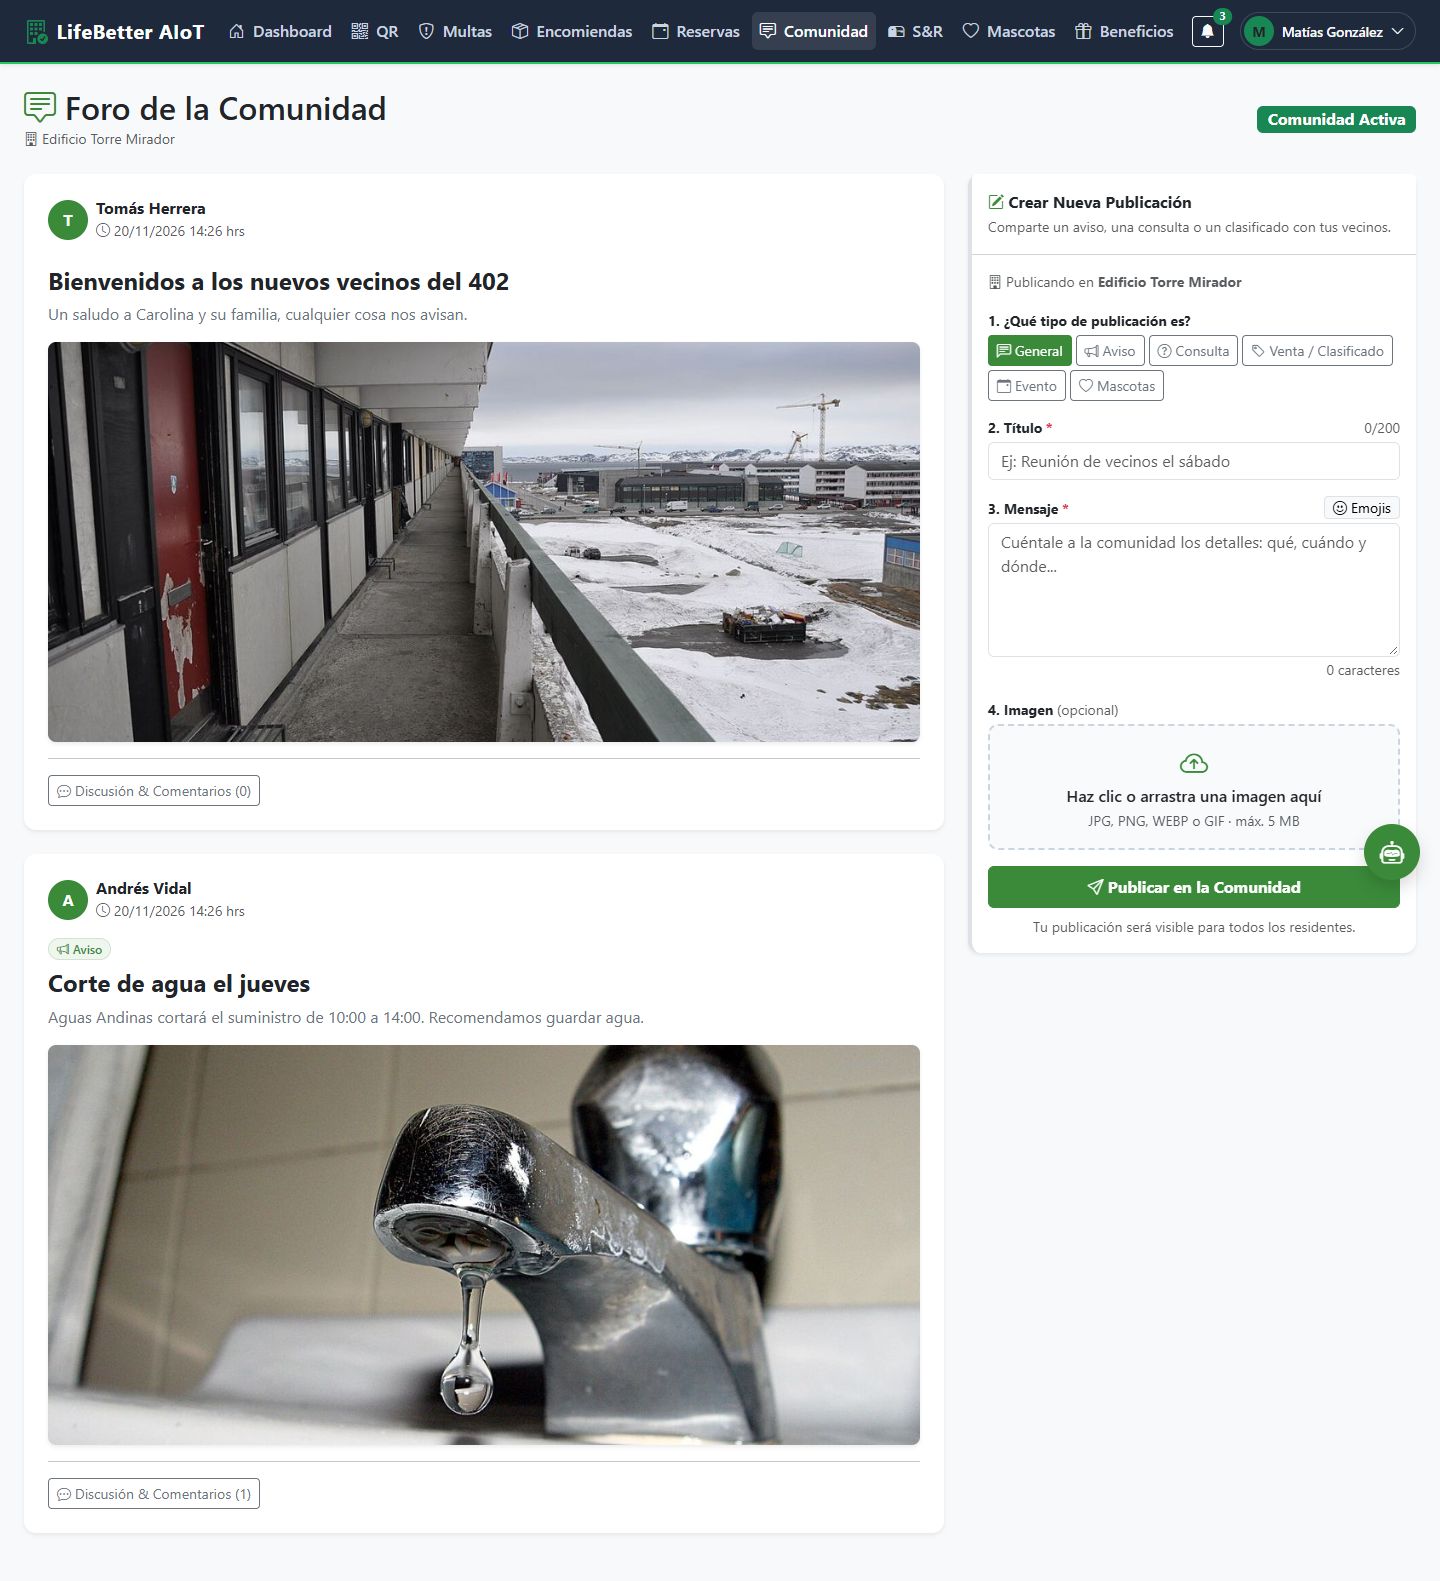 LifeBetter AIoT
Dashboard
QR
Multas
Encomiendas
Reservas
Comunidad
S&R
Mascotas
Beneficios
3
M
Matías González
Foro de la Comunidad
Edificio Torre Mirador
Comunidad Activa
T
Tomás Herrera
20/11/2026 14:26 hrs
Bienvenidos a los nuevos vecinos del 402
Un saludo a Carolina y su familia, cualquier cosa nos avisan.
Discusión & Comentarios (0)
A
Andrés Vidal
20/11/2026 14:26 hrs
Aviso
Corte de agua el jueves
Aguas Andinas cortará el suministro de 10:00 a 14:00. Recomendamos guardar agua.
Discusión & Comentarios (1)
Crear Nueva Publicación
Comparte un aviso, una consulta o un clasificado con tus vecinos.
Publicando en Edificio Torre Mirador
1. ¿Qué tipo de publicación es?
General
Aviso
Consulta
Venta / Clasificado
Evento
Mascotas
2. Título *
0/200
Ej: Reunión de vecinos el sábado
3. Mensaje *
Emojis
Cuéntale a la comunidad los detalles: qué, cuándo y
dónde...
0 caracteres
4. Imagen (opcional)
Haz clic o arrastra una imagen aquí
JPG, PNG, WEBP o GIF · máx. 5 MB
Publicar en la Comunidad
Tu publicación será visible para todos los residentes.